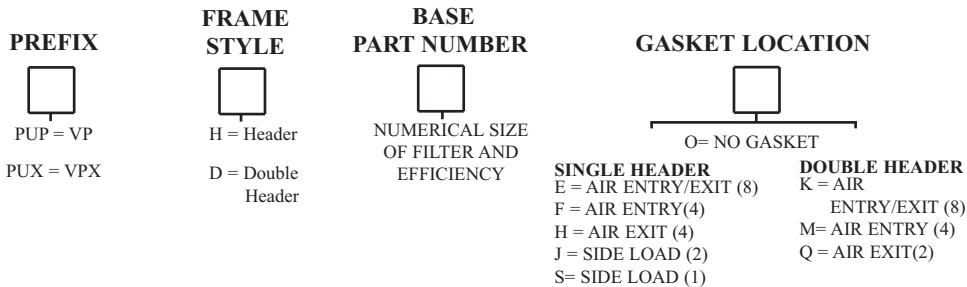 PREFIX
PUP = VP
PUX = VPX
FRAME
STYLE
H = Header
D = Double
Header
BASE
PART NUMBER
NUMERICAL SIZE
OF FILTER AND
EFFICIENCY
GASKET LOCATION
O= NO GASKET
SINGLE HEADER
E = AIR ENTRY/EXIT (8)
F = AIR ENTRY(4)
H = AIR EXIT (4)
J = SIDE LOAD (2)
S= SIDE LOAD (1)
DOUBLE HEADER
K = AIR
ENTRY/EXIT (8)
M= AIR ENTRY (4)
Q = AIR EXIT(2)